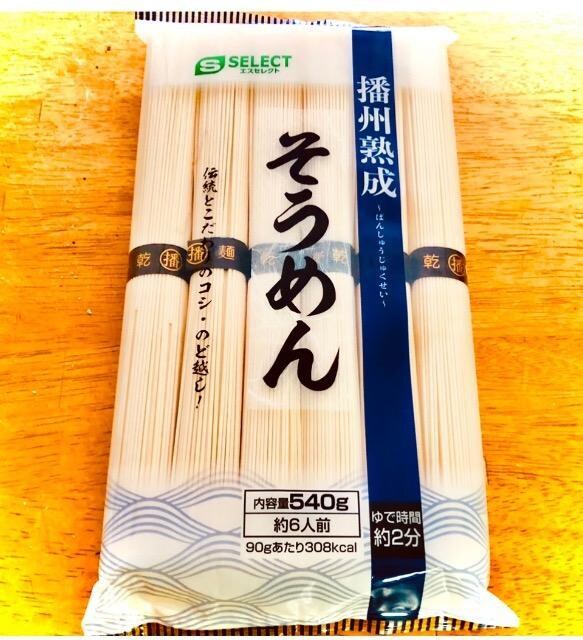 S SELECT
エスセレクト
播州熟成
～ばんしゅうじゅくせい～
そうめん
伝統とこだ
のコシ・のど越し!
乾 播
播 麺
乾 播
内容量540g
約6人前
90gあたり308kcal
ゆで時間
約2分